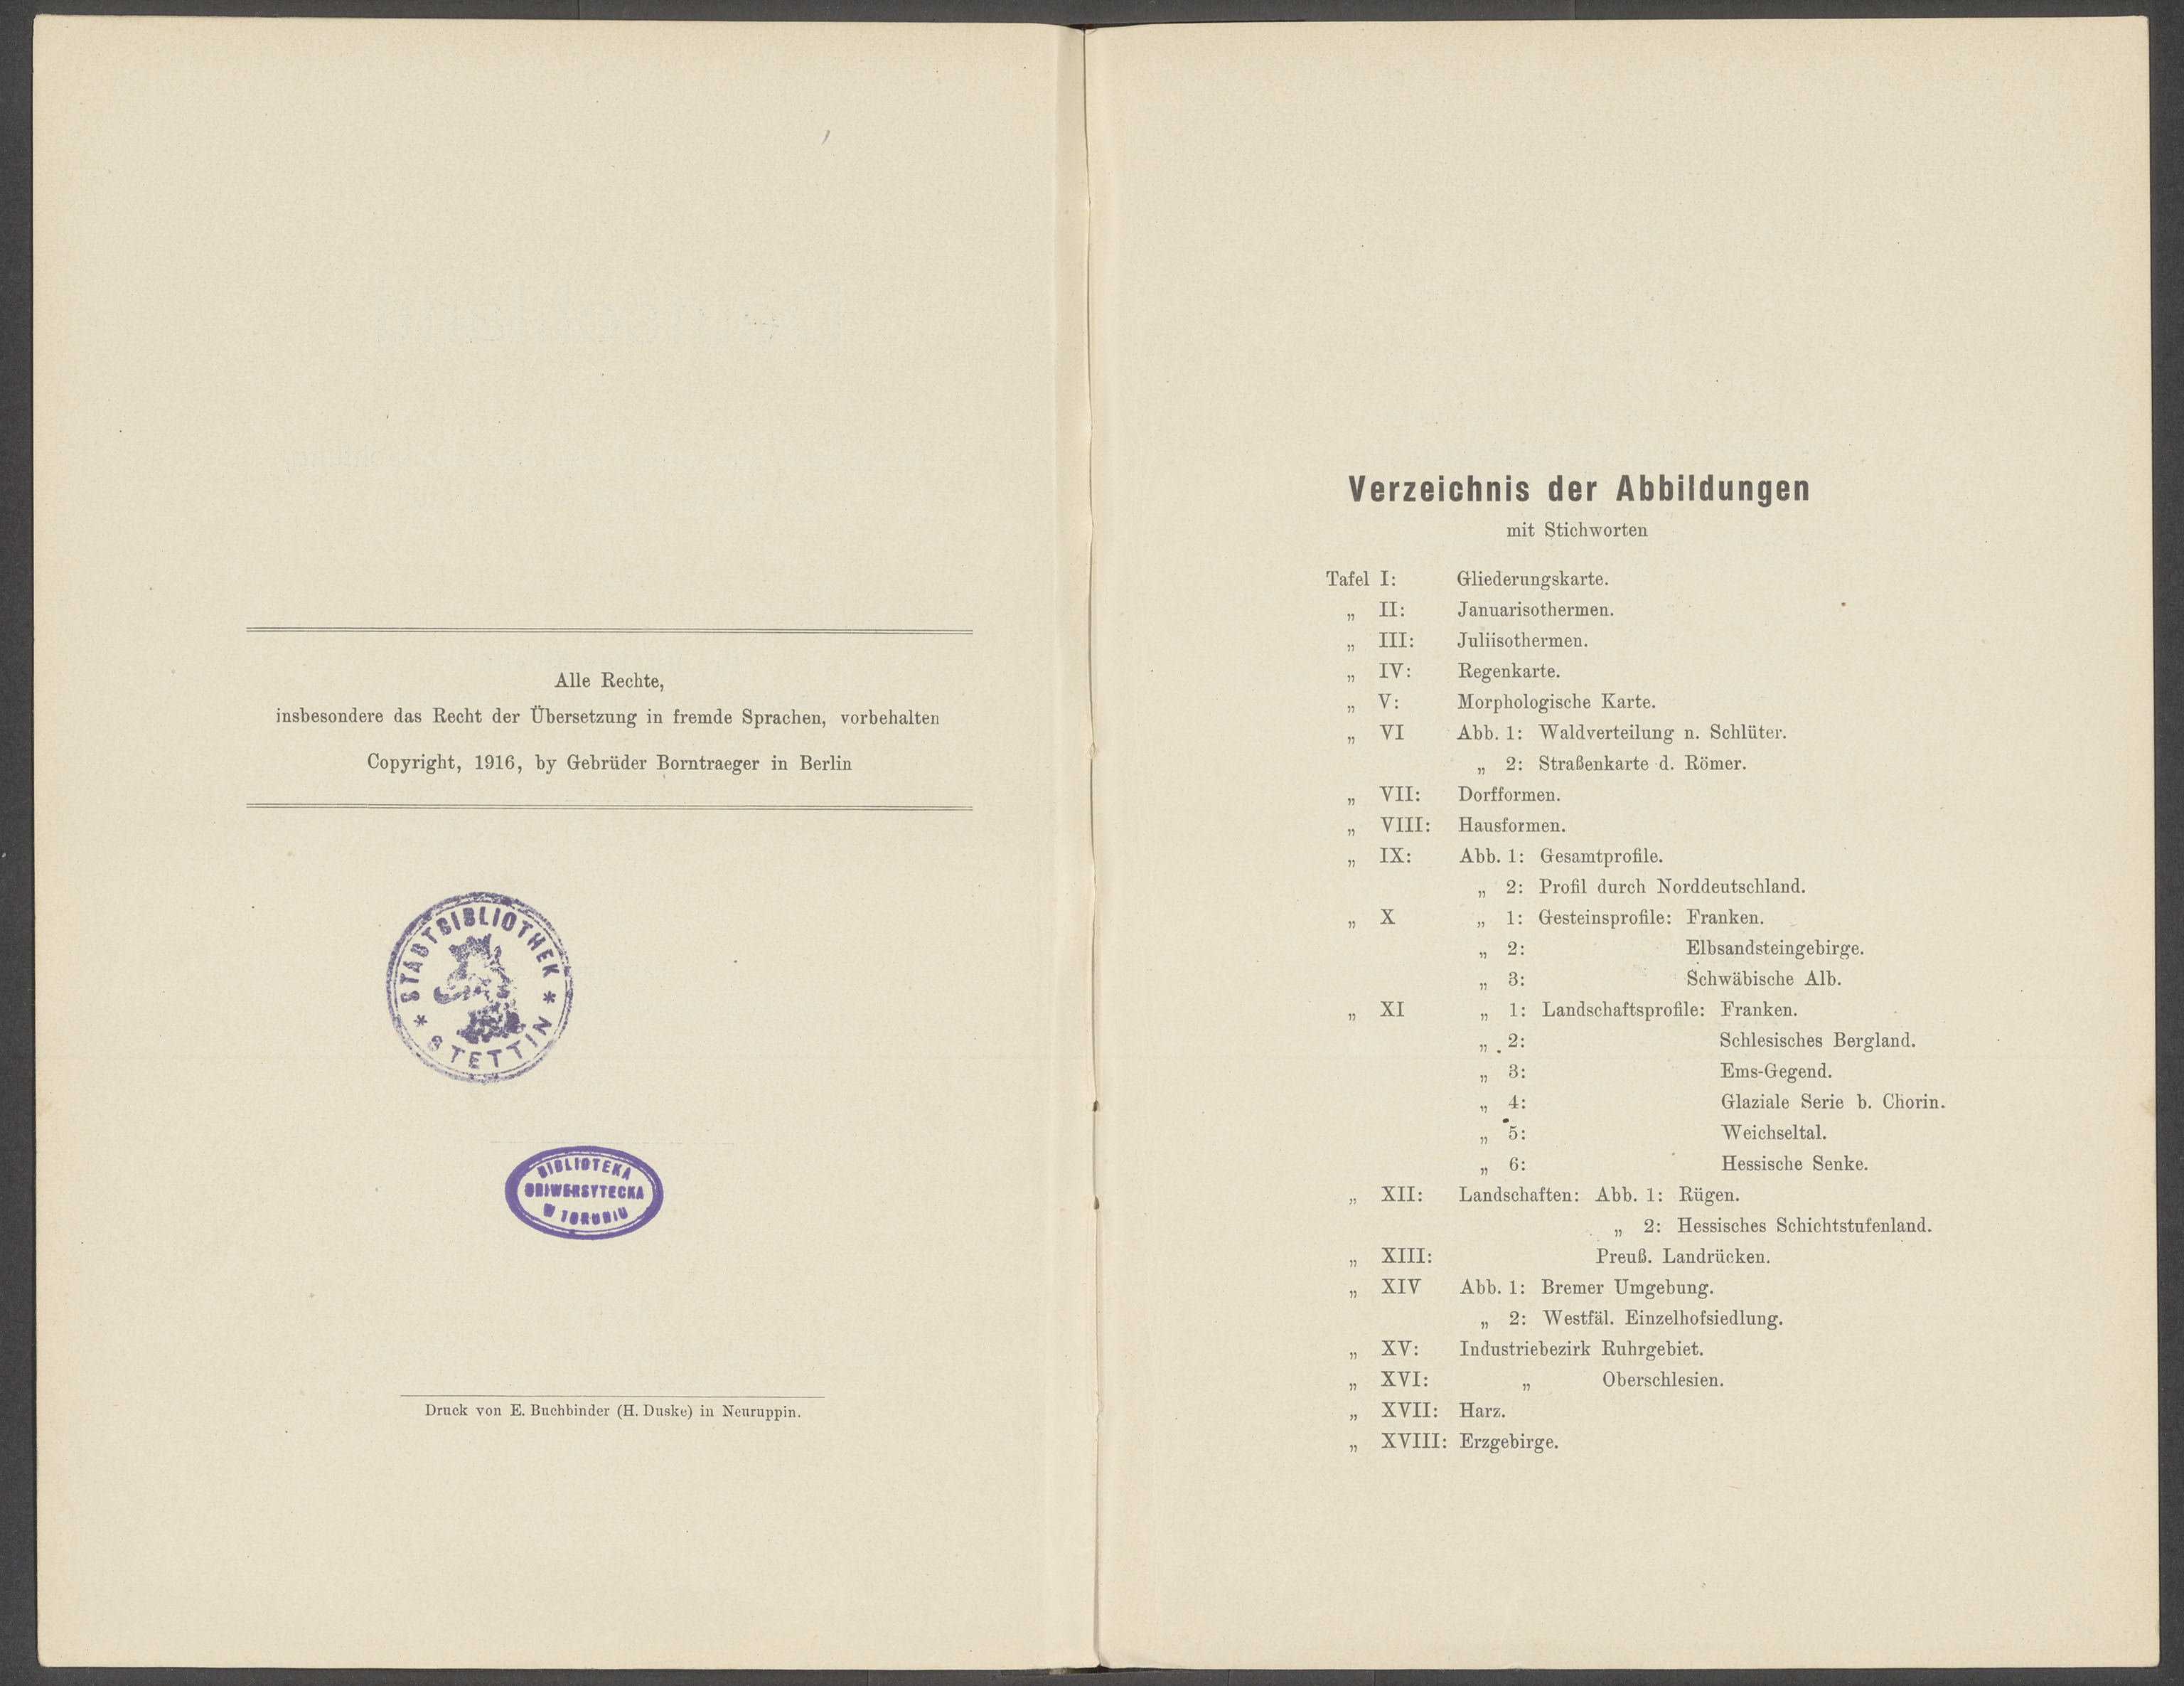 Alle Rechte,
insbesondere das Recht der Übersetzung in fremde Sprachen, vorbehalten
Copyright, 1916, by Gebrüder Borntraeger in Berlin
* STADTBIBLIOTHEK *
STETTIN
BIBLIOTEKA
UNIWERSYTECKA
W TORUNIU
Druck von E. Buchbinder (H. Duske) in Neuruppin.
Verzeichnis der Abbildungen
mit Stichworten
Tafel I: Gliederungskarte.
„ II: Januarisothermen.
„ III: Juliisothermen.
„ IV: Regenkarte.
„ V: Morphologische Karte.
„ VI Abb. 1: Waldverteilung n. Schlüter.
„ 2: Straßenkarte d. Römer.
„ VII: Dorfformen.
„ VIII: Hausformen.
„ IX: Abb. 1: Gesamtprofile.
„ 2: Profil durch Norddeutschland.
„ X „ 1: Gesteinsprofile: Franken.
„ 2: Elbsandsteingebirge.
„ 3: Schwäbische Alb.
„ XI „ 1: Landschaftsprofile: Franken.
„ 2: Schlesisches Bergland.
„ 3: Ems-Gegend.
„ 4: Glaziale Serie b. Chorin.
„ 5: Weichseltal.
„ 6: Hessische Senke.
„ XII: Landschaften: Abb. 1: Rügen.
„ 2: Hessisches Schichtstufenland.
„ XIII: Preuß. Landrücken.
„ XIV Abb. 1: Bremer Umgebung.
„ 2: Westfäl. Einzelhofsiedlung.
„ XV: Industriebezirk Ruhrgebiet.
„ XVI: „ Oberschlesien.
„ XVII: Harz.
„ XVIII: Erzgebirge.